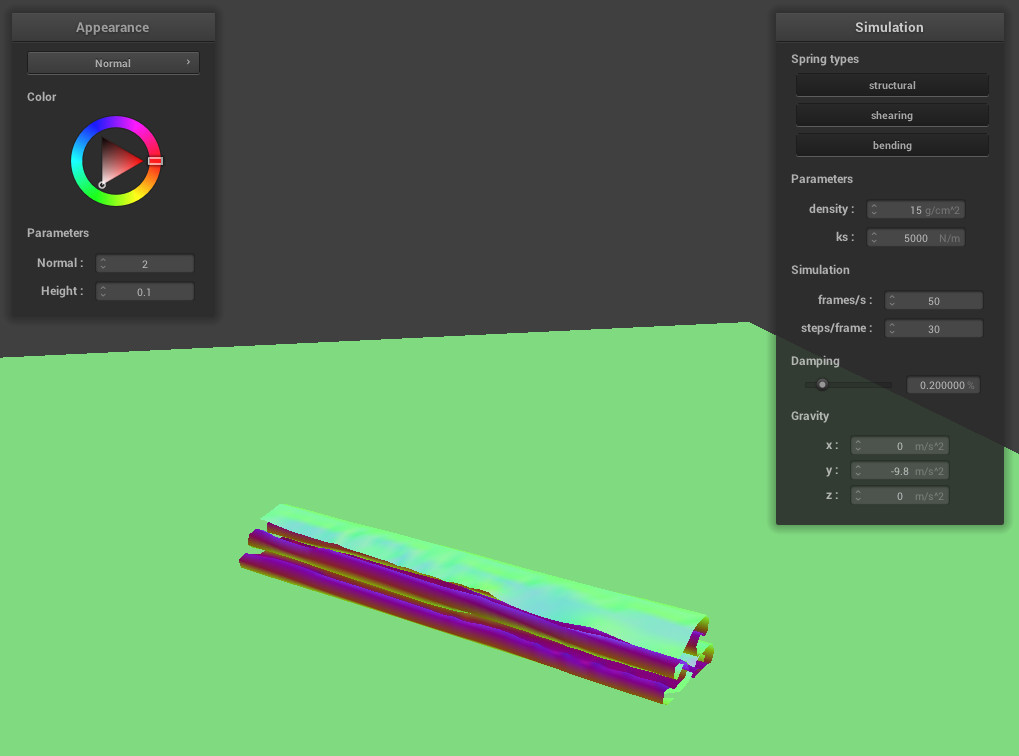 Appearance
Normal
Color
Parameters
Normal : 2
Height : 0.1
Simulation
Spring types
structural
shearing
bending
Parameters
density : 15 g/cm^2
ks : 5000 N/m
Simulation
frames/s : 50
steps/frame : 30
Damping
0.200000 %
Gravity
x : 0 m/s^2
y : -9.8 m/s^2
z : 0 m/s^2